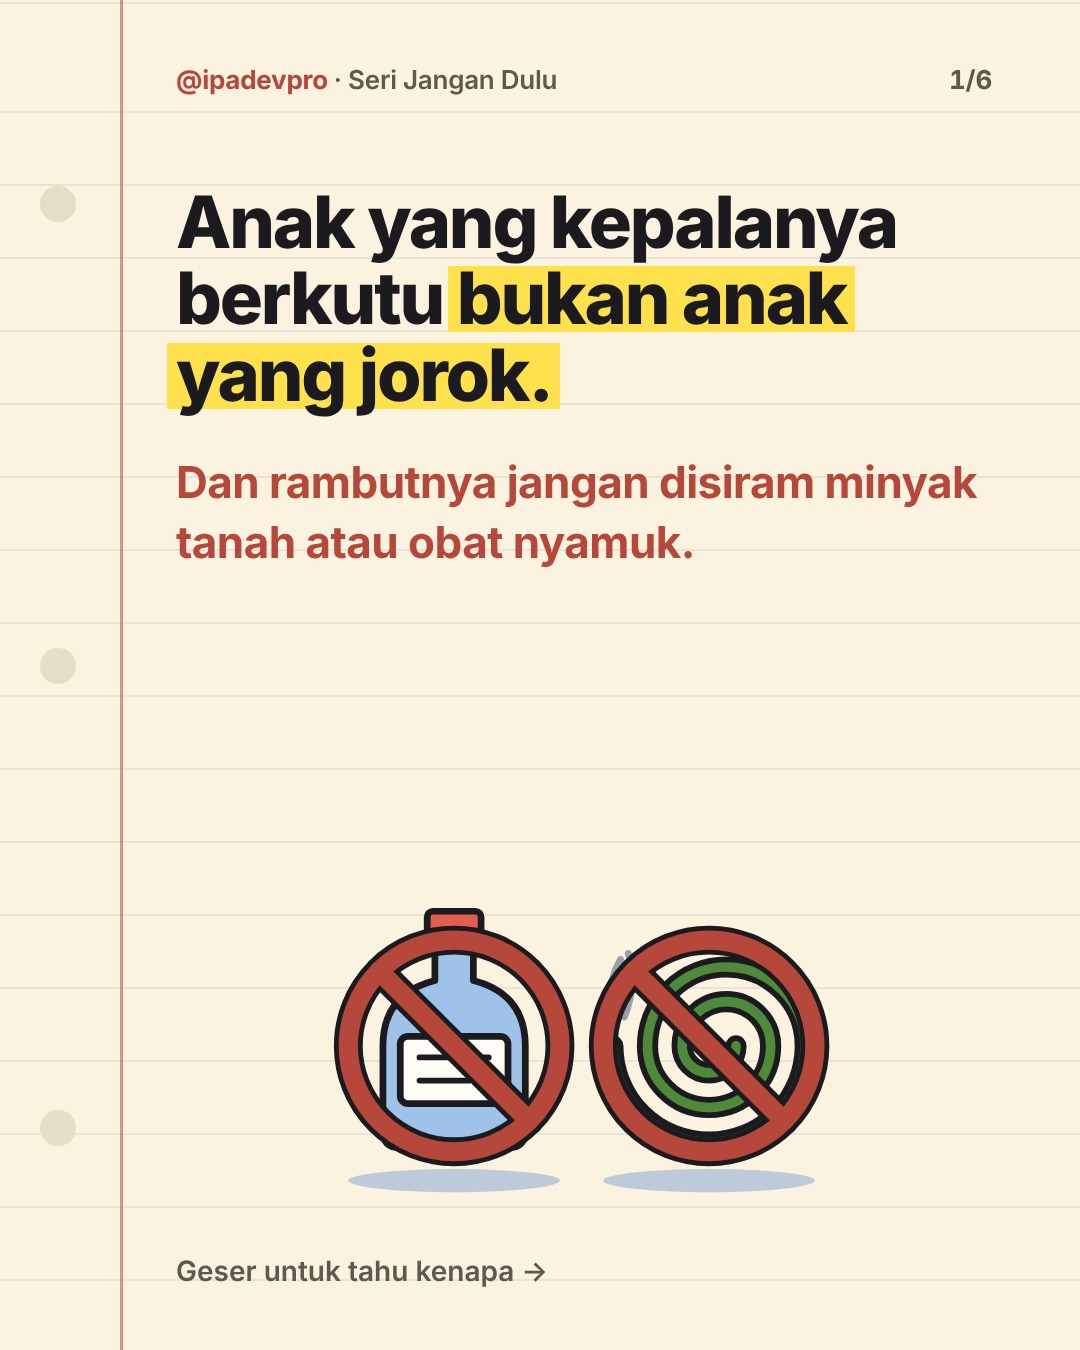 @ipadevpro · Seri Jangan Dulu
1/6
Anak yang kepalanya
berkutu bukan anak
yang jorok.
Dan rambutnya jangan disiram minyak
tanah atau obat nyamuk.
Geser untuk tahu kenapa →